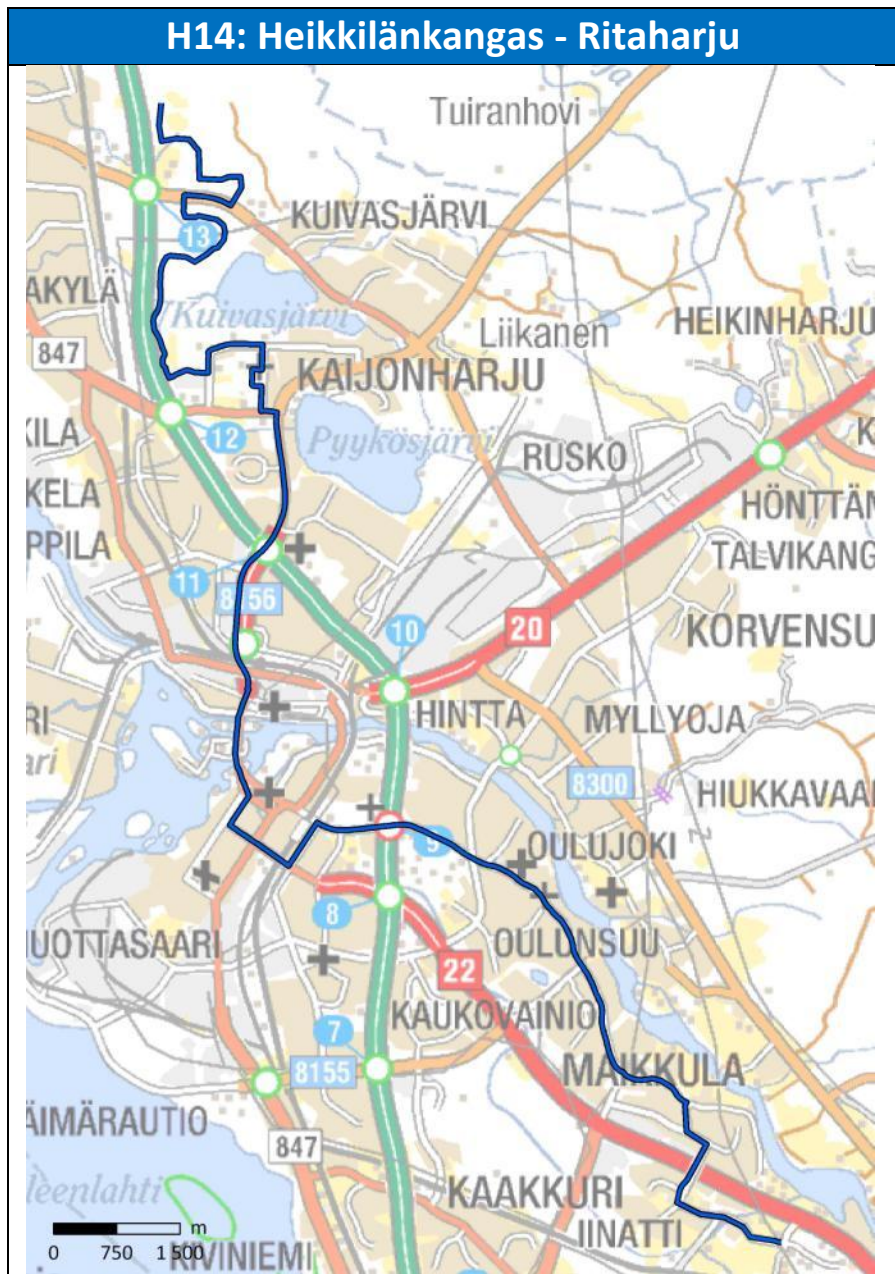 H14: Heikkilänkangas - Ritaharju
Tuiranhovi
KUIVASJÄRVI
13
AKYLÄ
Kuivasjärvi
Liikanen
HEIKINHARJU
847
KAIJONHARJU
12
KILA
Pyykösjärvi
RUSKO
KELA
HÖNTTÄN
PPILA
TALVIKANG
11
8156
20
KORVENSU
10
HINTTA
MYLLYOJA
RI
ari
8300
HIUKKAVAA
9
OULUJOKI
8
UOTTASAARI
OULUNSUU
22
KAUKOVAINIO
7
8155
MAIKKULA
ÄIMÄRAUTIO
847
leenlahti
KAAKKURI
IINATTI
m
0 750 1 500
KIVINIEMI